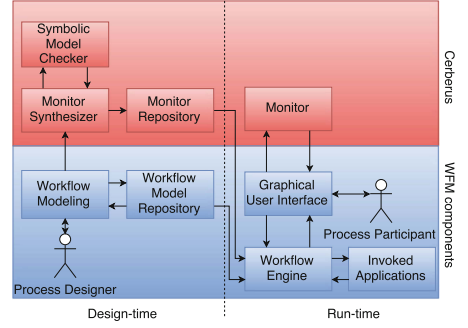 Symbolic
Model
Checker
Monitor
Synthesizer
Monitor
Repository
Monitor
Cerberus
Workflow
Modeling
Workflow
Model
Repository
Graphical
User Interface
Process Participant
Workflow
Engine
Invoked
Applications
Process Designer
WFM components
Design-time
Run-time